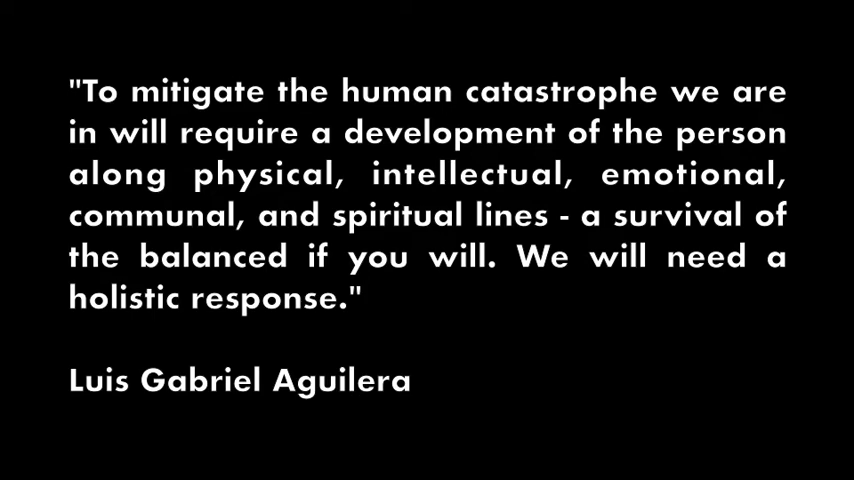 "To mitigate the human catastrophe we are
in will require a development of the person
along physical, intellectual, emotional,
communal, and spiritual lines - a survival of
the balanced if you will. We will need a
holistic response."
Luis Gabriel Aguilera